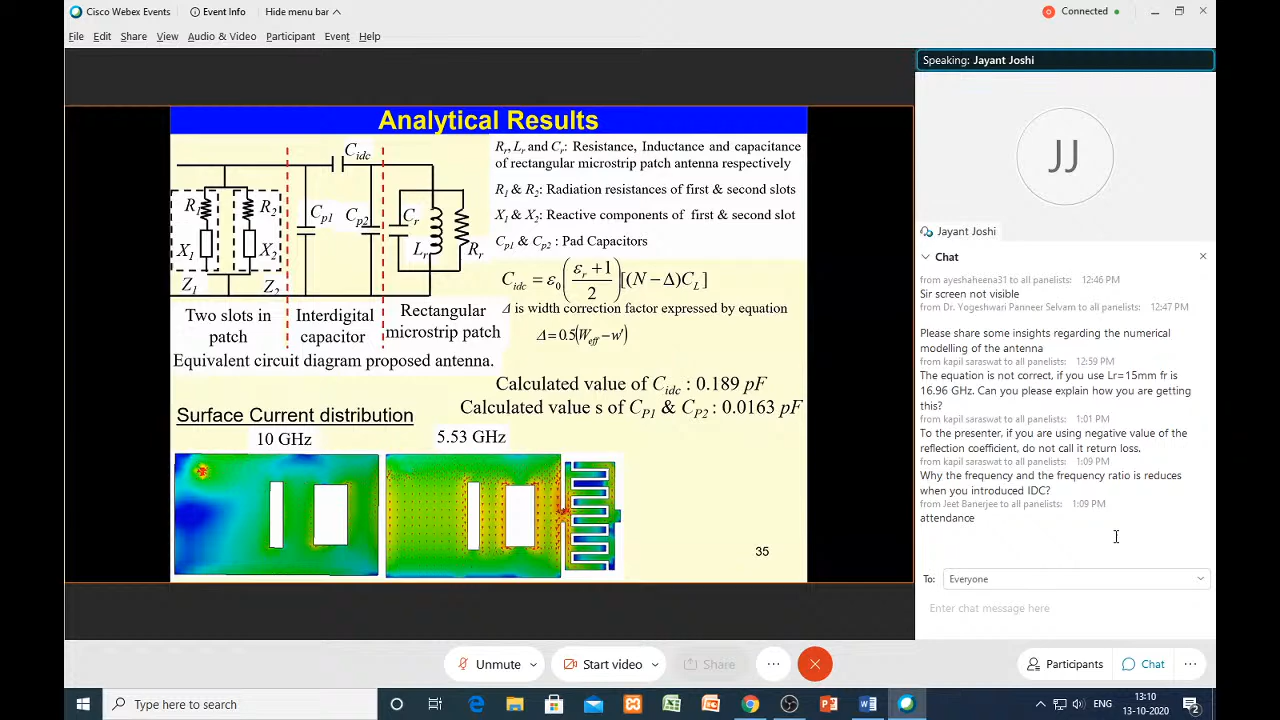 Cisco Webex Events
Event Info
Hide menu bar
Connected
File Edit Share View Audio & Video Participant Event Help
Analytical Results
Cidc
R1
R2
Cp1
Cp2
Cr
X1
X2
Lr
Rr
Z1
Z2
Two slots in
patch
Interdigital
capacitor
Rectangular
microstrip patch
Equivalent circuit diagram proposed antenna.
Rr, Lr and Cr: Resistance, Inductance and capacitance
of rectangular microstrip patch antenna respectively
R1 & R2: Radiation resistances of first & second slots
X1 & X2: Reactive components of first & second slot
Cp1 & Cp2 : Pad Capacitors
Cidc = ε0 ( (εr + 1) / 2 ) [(N − Δ)CL]
Δ is width correction factor expressed by equation
Δ = 0.5(Weff − w')
Calculated value of Cidc : 0.189 pF
Calculated value s of CP1 & CP2 : 0.0163 pF
Surface Current distribution
10 GHz
5.53 GHz
35
Speaking: Jayant Joshi
JJ
Jayant Joshi
Chat
from ayeshaheena31 to all panelists: 12:46 PM
Sir screen not visible
from Dr. Yogeshwari Panneer Selvam to all panelists: 12:47 PM
Please share some insights regarding the numerical
modelling of the antenna
from kapil saraswat to all panelists: 12:59 PM
The equation is not correct, if you use Lr=15mm fr is
16.96 GHz. Can you please explain how you are getting
this?
from kapil saraswat to all panelists: 1:01 PM
To the presenter, if you are using negative value of the
reflection coefficient, do not call it return loss.
from kapil saraswat to all panelists: 1:09 PM
Why the frequency and the frequency ratio is reduces
when you introduced IDC?
from Jeet Banerjee to all panelists: 1:09 PM
attendance
To: Everyone
Enter chat message here
Unmute
Start video
Share
Participants
Chat
Type here to search
ENG
13:10
13-10-2020
2